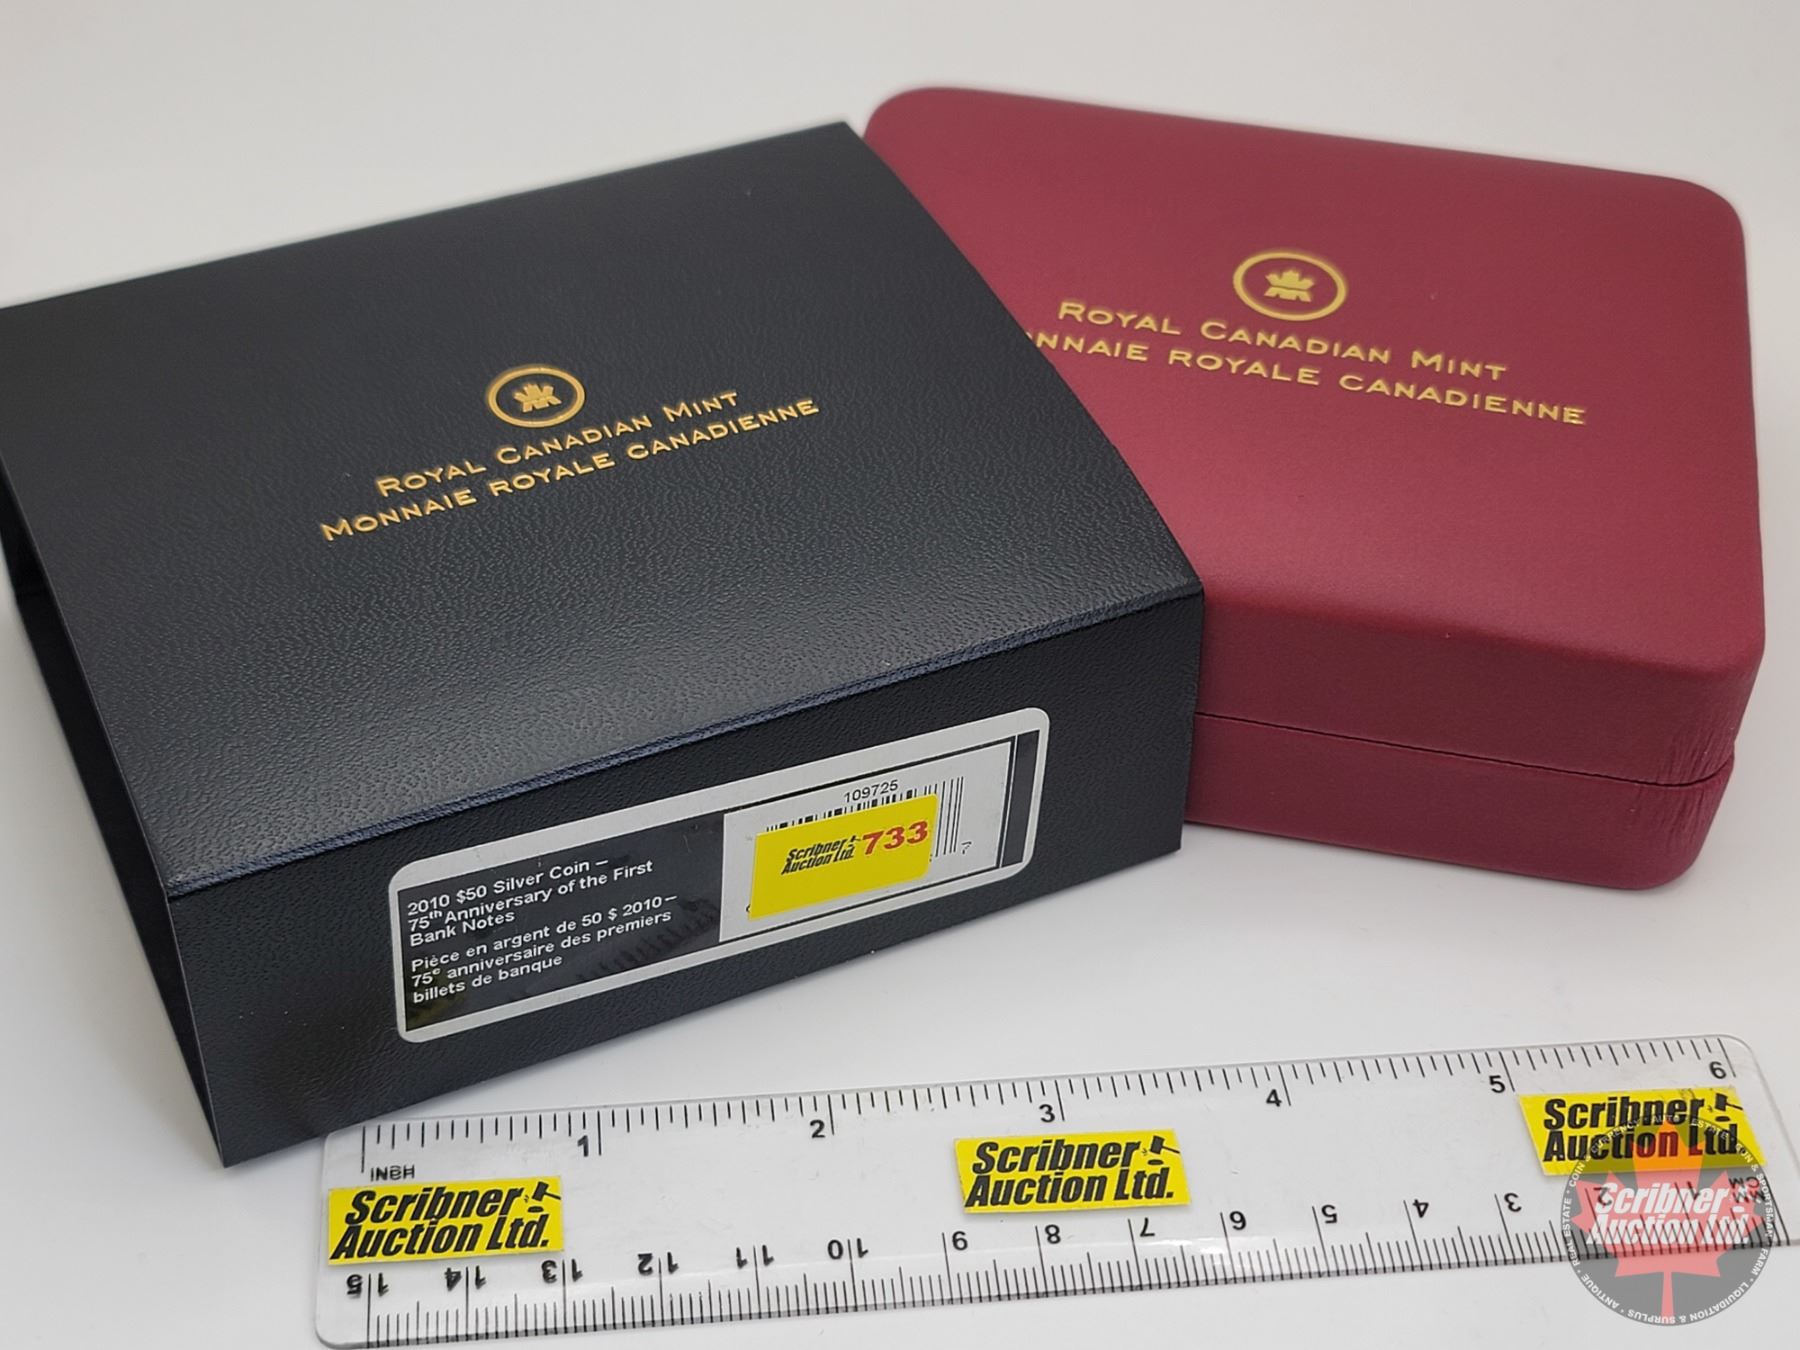 ROYAL CANADIAN MINT
MONNAIE ROYALE CANADIENNE
ROYAL CANADIAN MINT
NNAIE ROYALE CANADIENNE
2010 $50 Silver Coin –
75th Anniversary of the First
Bank Notes
Pièce en argent de 50 $ 2010 –
75e anniversaire des premiers
billets de banque
109725
Scribner
Auction Ltd. 733
7
1 2 3 4 5 6
INCH
Scribner
Auction Ltd.
Scribner
Auction Ltd.
Scribner
Auction Ltd.
MM
CM
15 14 13 12 11 10 9 8 7 6 5 4 3 2 1
Scribner
Auction Ltd.